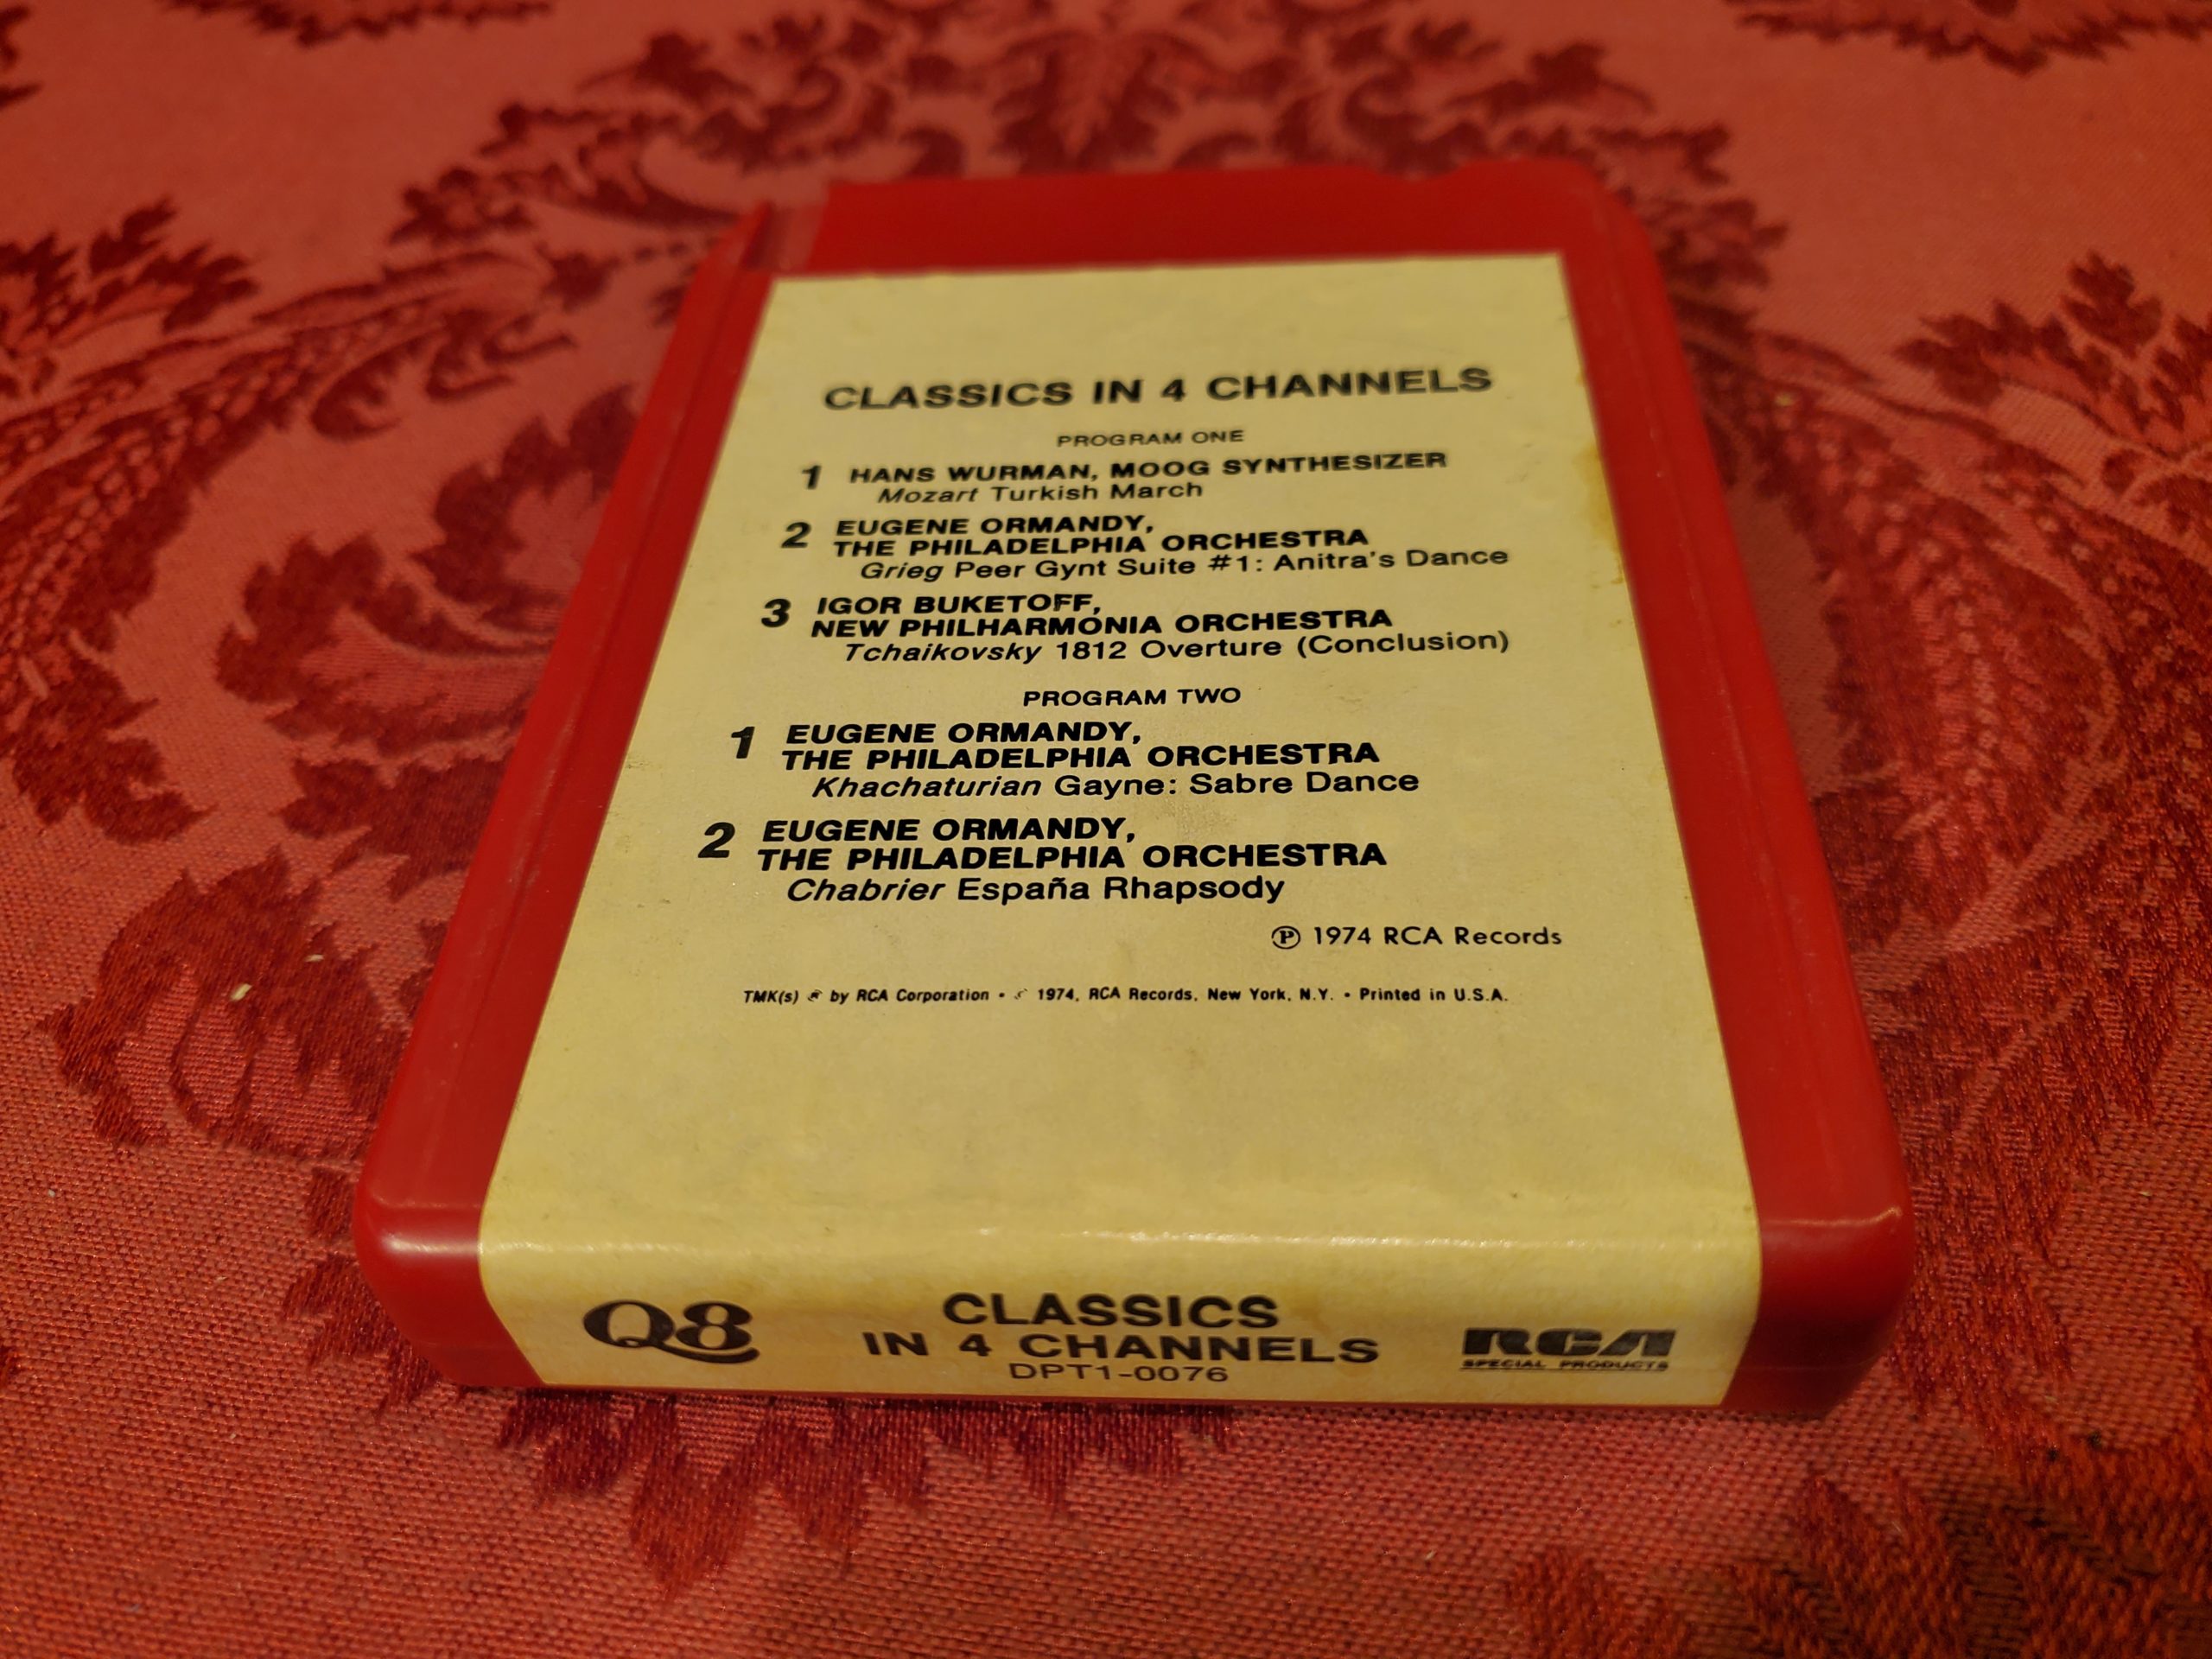 CLASSICS IN 4 CHANNELS
PROGRAM ONE
1 HANS WURMAN, MOOG SYNTHESIZER
Mozart Turkish March
2 EUGENE ORMANDY,
THE PHILADELPHIA ORCHESTRA
Grieg Peer Gynt Suite #1: Anitra's Dance
3 IGOR BUKETOFF,
NEW PHILHARMONIA ORCHESTRA
Tchaikovsky 1812 Overture (Conclusion)
PROGRAM TWO
1 EUGENE ORMANDY,
THE PHILADELPHIA ORCHESTRA
Khachaturian Gayne: Sabre Dance
2 EUGENE ORMANDY,
THE PHILADELPHIA ORCHESTRA
Chabrier España Rhapsody
℗ 1974 RCA Records
TMK(s) by RCA Corporation • 1974, RCA Records, New York, N.Y. • Printed in U.S.A.
Q8
CLASSICS
IN 4 CHANNELS
DPT1-0076
RCA
SPECIAL PRODUCTS